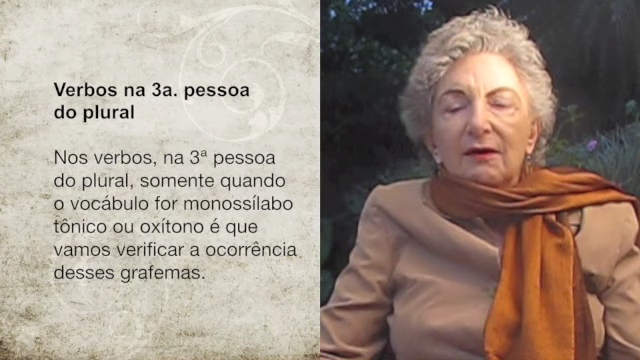 Verbos na 3a. pessoa
do plural
Nos verbos, na 3ª pessoa
do plural, somente quando
o vocábulo for monossílabo
tônico ou oxítono é que
vamos verificar a ocorrência
desses grafemas.